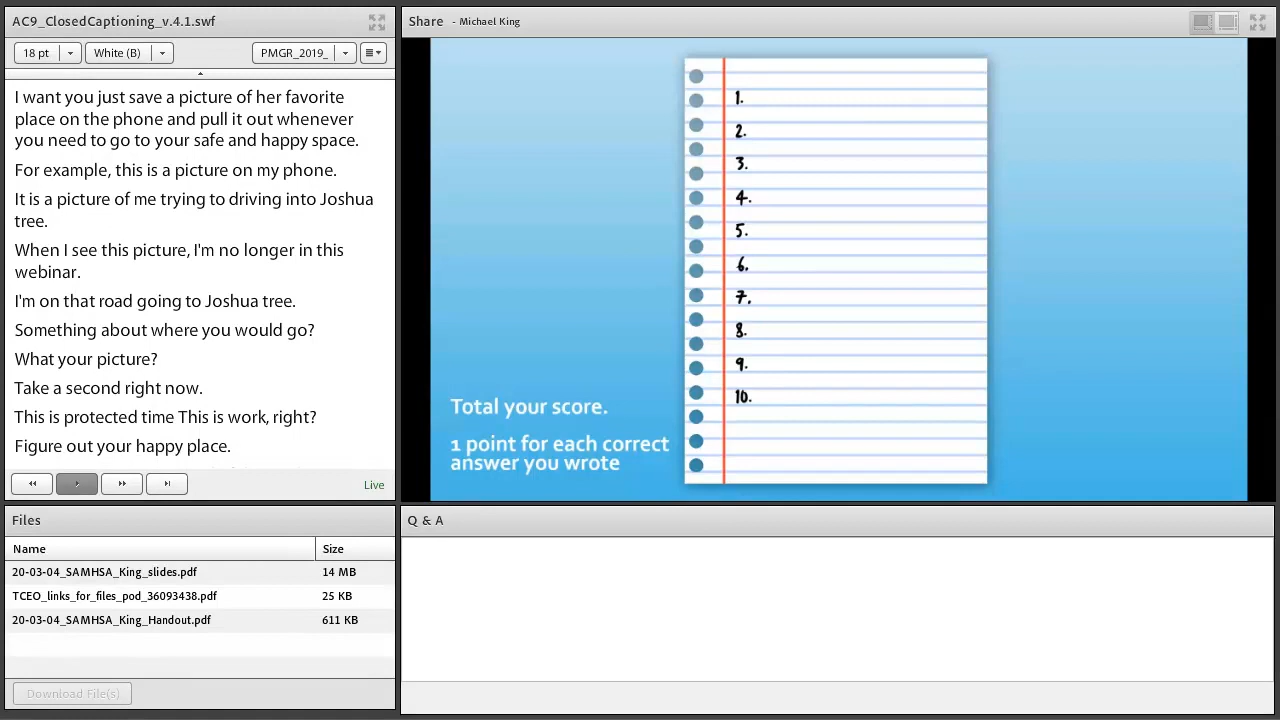 AC9_ClosedCaptioning_v.4.1.swf
18 pt
White (B)
PMGR_2019_
I want you just save a picture of her favorite
place on the phone and pull it out whenever
you need to go to your safe and happy space.
For example, this is a picture on my phone.
It is a picture of me trying to driving into Joshua
tree.
When I see this picture, I'm no longer in this
webinar.
I'm on that road going to Joshua tree.
Something about where you would go?
What your picture?
Take a second right now.
This is protected time This is work, right?
Figure out your happy place.
Live
Files
Name Size
20-03-04_SAMHSA_King_slides.pdf 14 MB
TCEO_links_for_files_pod_36093438.pdf 25 KB
20-03-04_SAMHSA_King_Handout.pdf 611 KB
Download File(s)
Share - Michael King
1.
2.
3.
4.
5.
6.
7.
8.
9.
10.
Total your score.
1 point for each correct
answer you wrote
Q & A